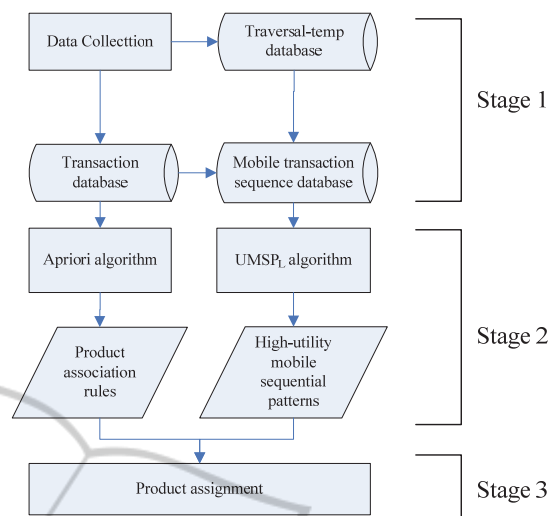 Data Collecttion
Traversal-temp
database
Stage 1
Transaction
database
Mobile transaction
sequence database
Apriori algorithm
UMSPL algorithm
Stage 2
Product
association
rules
High-utility
mobile
sequential
patterns
Product assignment
Stage 3